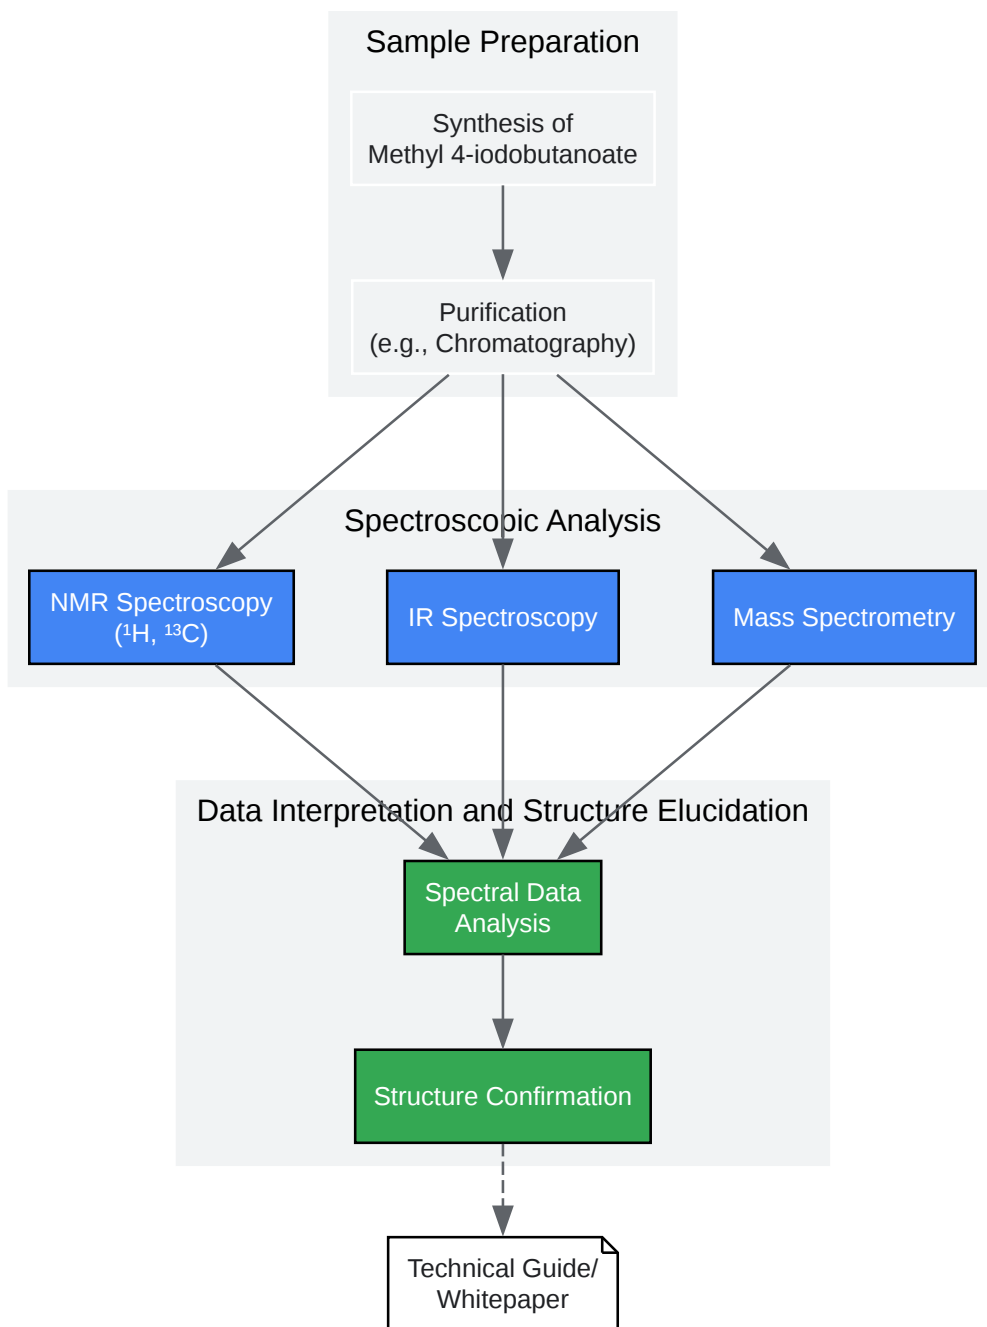 Sample Preparation
Synthesis of
Methyl 4-iodobutanoate
Purification
(e.g., Chromatography)
Spectroscopic Analysis
NMR Spectroscopy
(¹H, ¹³C)
IR Spectroscopy
Mass Spectrometry
Data Interpretation and Structure Elucidation
Spectral Data
Analysis
Structure Confirmation
Technical Guide/
Whitepaper